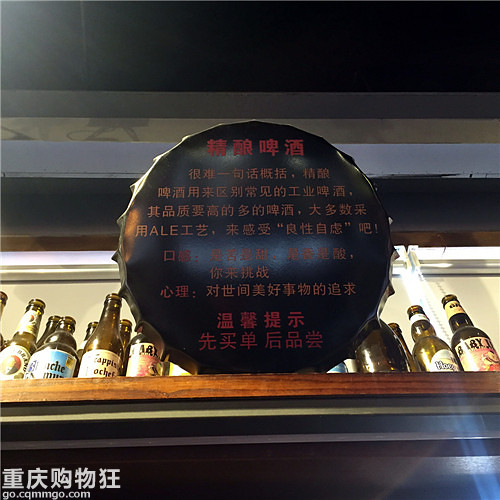 精酿啤酒
很难一句话概括，精酿
啤酒用来区别常见的工业啤酒，
其品质要高的多的啤酒，大多数采
用ALE工艺，来感受“良性自虐”吧！
口感：
你来挑战
心理：对世间美好事物的追求
温馨提示
先买单 后品尝
重庆购物狂
go.cqmmgo.com